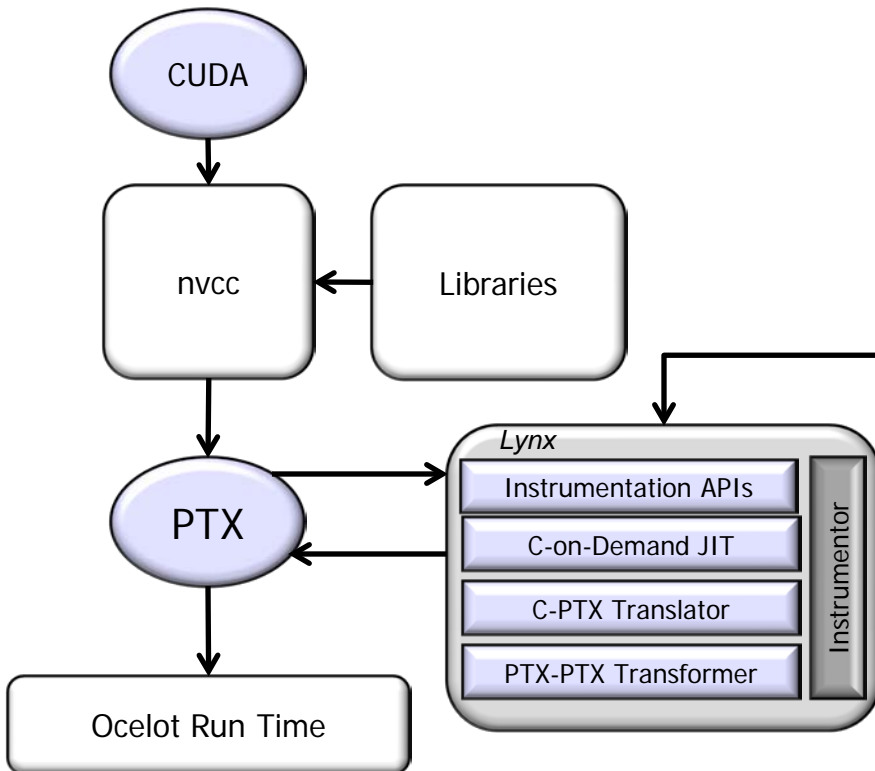 CUDA
nvcc
Libraries
Lynx
Instrumentation APIs
PTX
C-on-Demand JIT
C-PTX Translator
PTX-PTX Transformer
Instrumentor
Ocelot Run Time